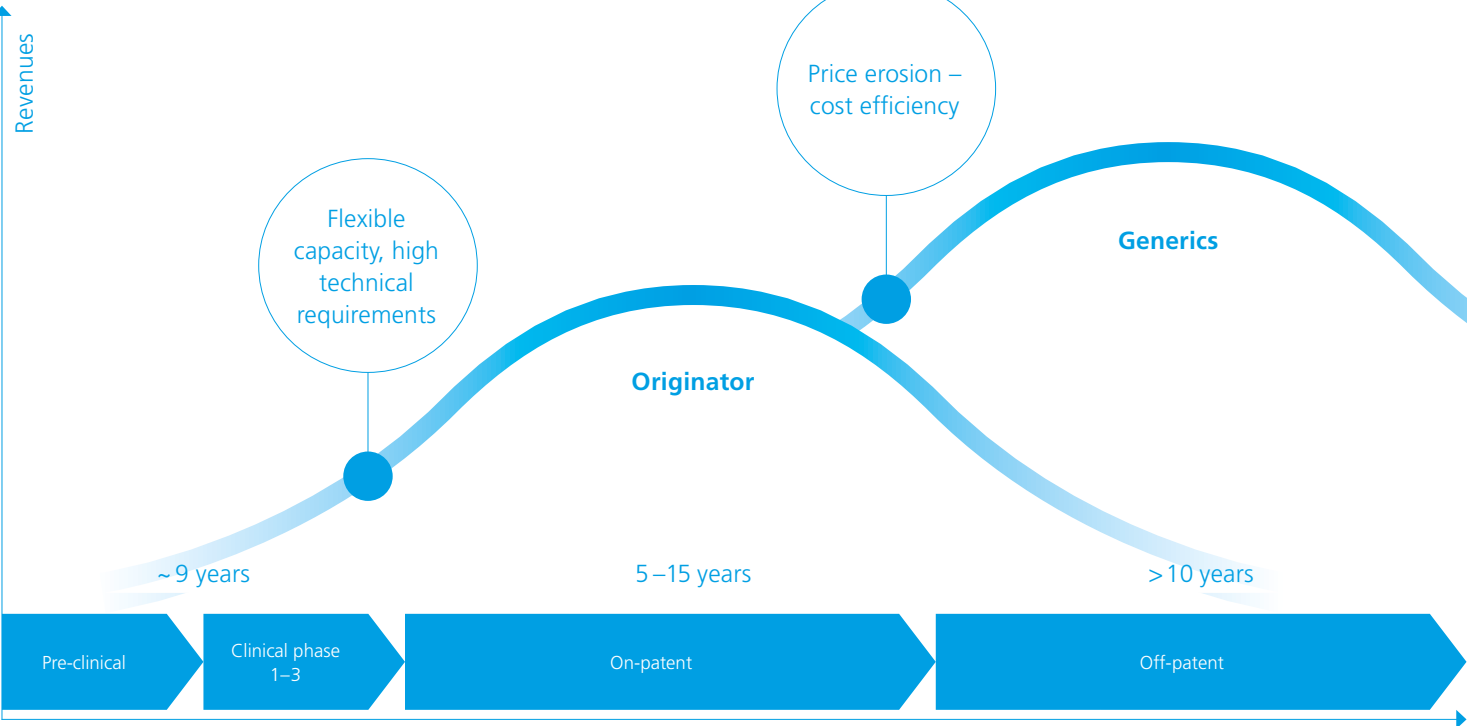 Revenues
Price erosion –
cost efficiency
Flexible
capacity, high
technical
requirements
Generics
Originator
~ 9 years
5 – 15 years
> 10 years
Pre-clinical
Clinical phase
1–3
On-patent
Off-patent